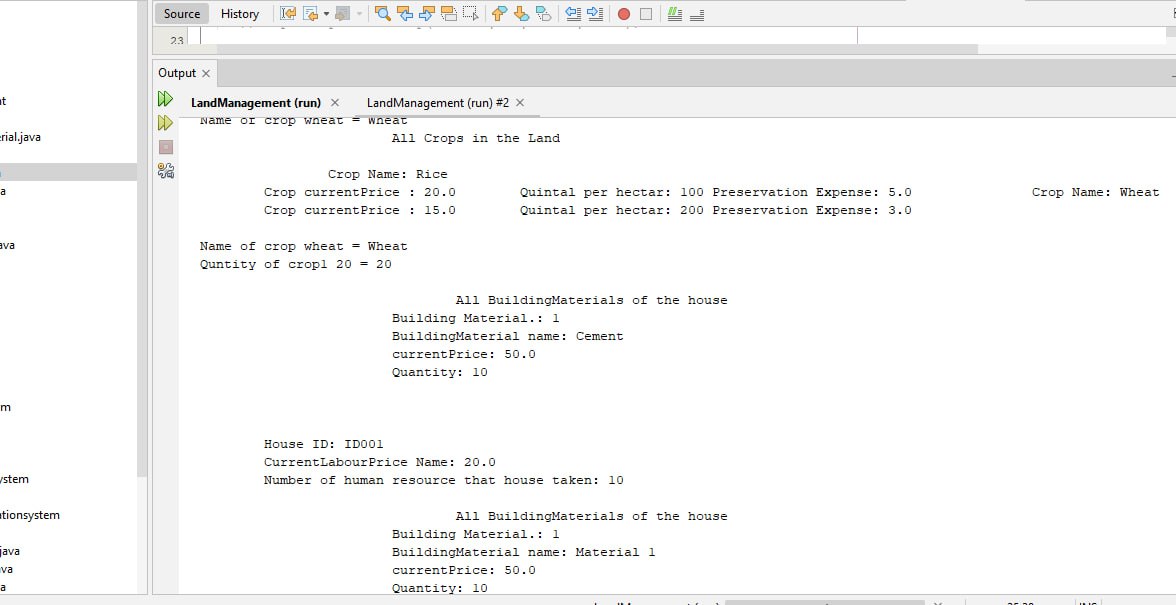 Source History
23
Output
LandManagement (run) LandManagement (run) #2
Name of crop wheat = Wheat
All Crops in the Land
Crop Name: Rice
Crop currentPrice : 20.0 Quintal per hectar: 100 Preservation Expense: 5.0 Crop Name: Wheat
Crop currentPrice : 15.0 Quintal per hectar: 200 Preservation Expense: 3.0
Name of crop wheat = Wheat
Quntity of crop1 20 = 20
All BuildingMaterials of the house
Building Material.: 1
BuildingMaterial name: Cement
currentPrice: 50.0
Quantity: 10
House ID: ID001
CurrentLabourPrice Name: 20.0
Number of human resource that house taken: 10
All BuildingMaterials of the house
Building Material.: 1
BuildingMaterial name: Material 1
currentPrice: 50.0
Quantity: 10
t
rial.java
a
ava
m
ystem
tionsystem
java
va
a